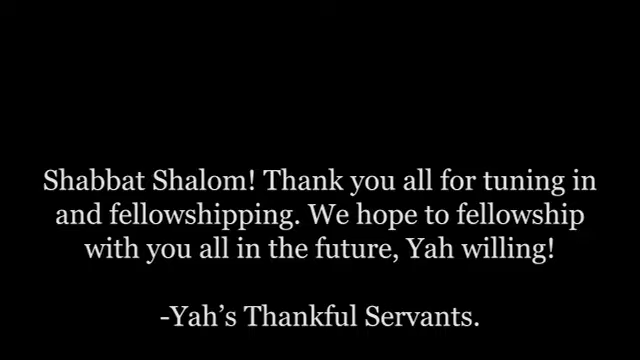 Shabbat Shalom! Thank you all for tuning in
and fellowshipping. We hope to fellowship
with you all in the future, Yah willing!
-Yah’s Thankful Servants.